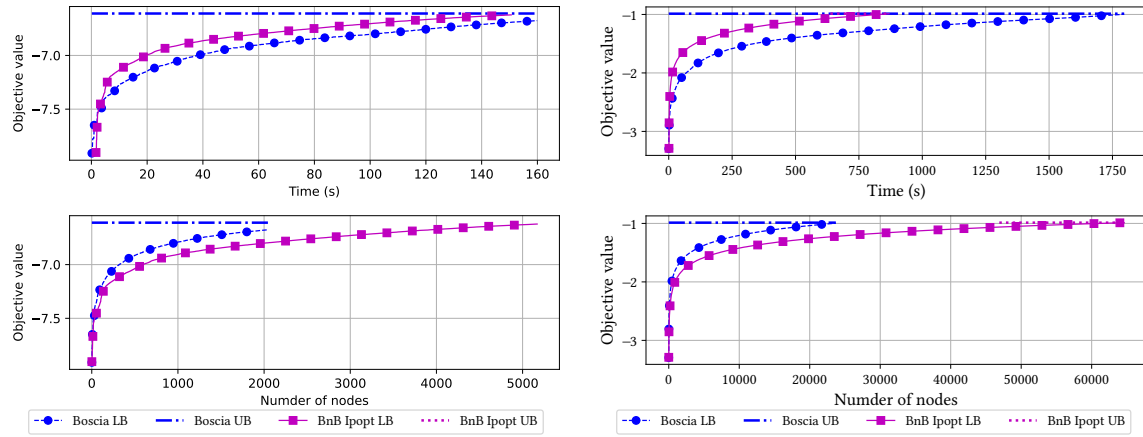 Objective value
−7.0
−7.5
0 20 40 60 80 100 120 140 160
Time (s)
Objective value
−1
−2
−3
0 250 500 750 1000 1250 1500 1750
Time (s)
Objective value
−7.0
−7.5
0 1000 2000 3000 4000 5000
Number of nodes
Objective value
−1
−2
−3
0 10000 20000 30000 40000 50000 60000
Number of nodes
Boscia LB Boscia UB BnB Ipopt LB BnB Ipopt UB
Boscia LB Boscia UB BnB Ipopt LB BnB Ipopt UB